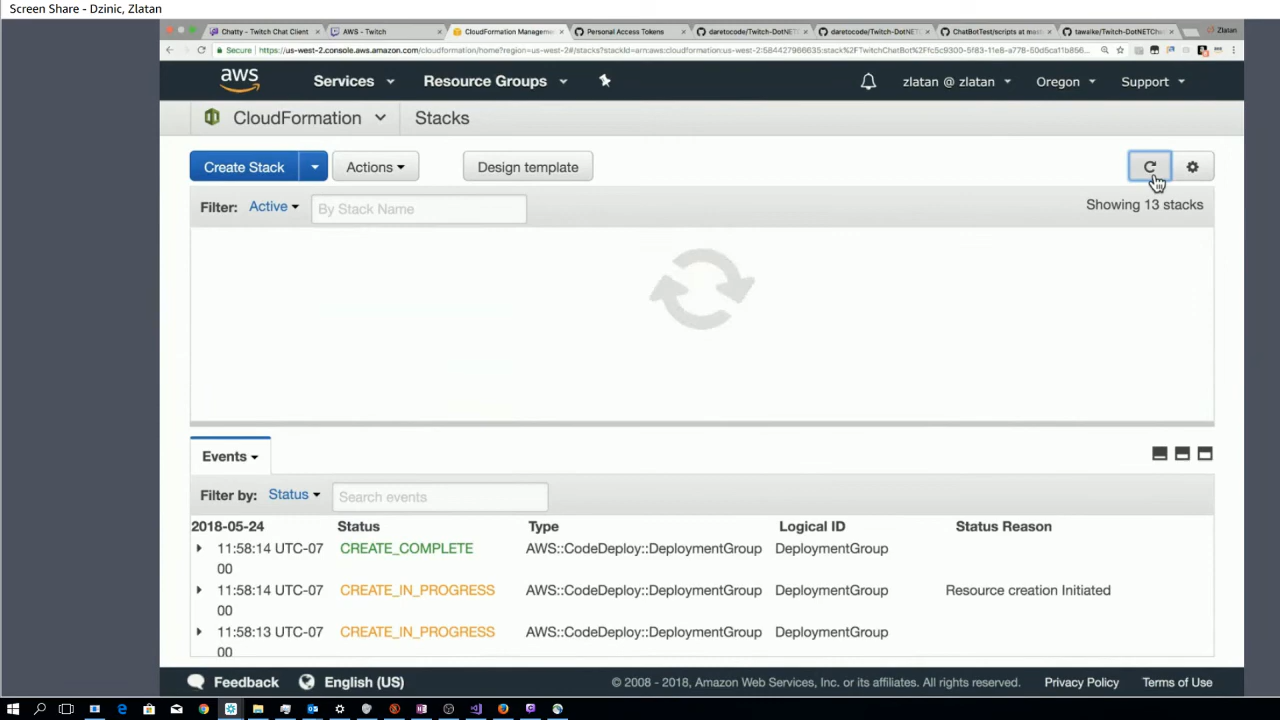 Screen Share - Dzinic, Zlatan
Chatty - Twitch Chat Client
AWS - Twitch
CloudFormation Manageme
Personal Access Tokens
daretocode/Twitch-DotNETC
daretocode/Twitch-DotNETC
ChatBotTest/scripts at mast
tawalke/Twitch-DotNETCha
Zlatan
Secure
aws
Services
Resource Groups
zlatan @ zlatan
Oregon
Support
CloudFormation
Stacks
Create Stack
Actions
Design template
Filter: Active
By Stack Name
Showing 13 stacks
Events
Filter by: Status
Search events
2018-05-24 Status Type Logical ID Status Reason
11:58:14 UTC-07 CREATE_COMPLETE AWS::CodeDeploy::DeploymentGroup DeploymentGroup
00
11:58:14 UTC-07 CREATE_IN_PROGRESS AWS::CodeDeploy::DeploymentGroup DeploymentGroup Resource creation Initiated
00
11:58:13 UTC-07 CREATE_IN_PROGRESS AWS::CodeDeploy::DeploymentGroup DeploymentGroup
00
Feedback
English (US)
© 2008 - 2018, Amazon Web Services, Inc. or its affiliates. All rights reserved.
Privacy Policy
Terms of Use